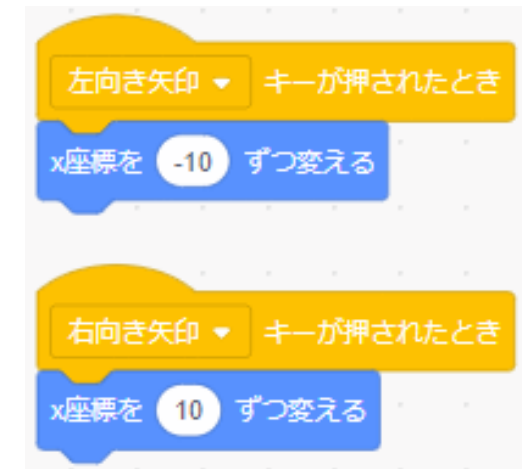 左向き矢印 キーが押されたとき
x座標を -10 ずつ変える
右向き矢印 キーが押されたとき
x座標を 10 ずつ変える